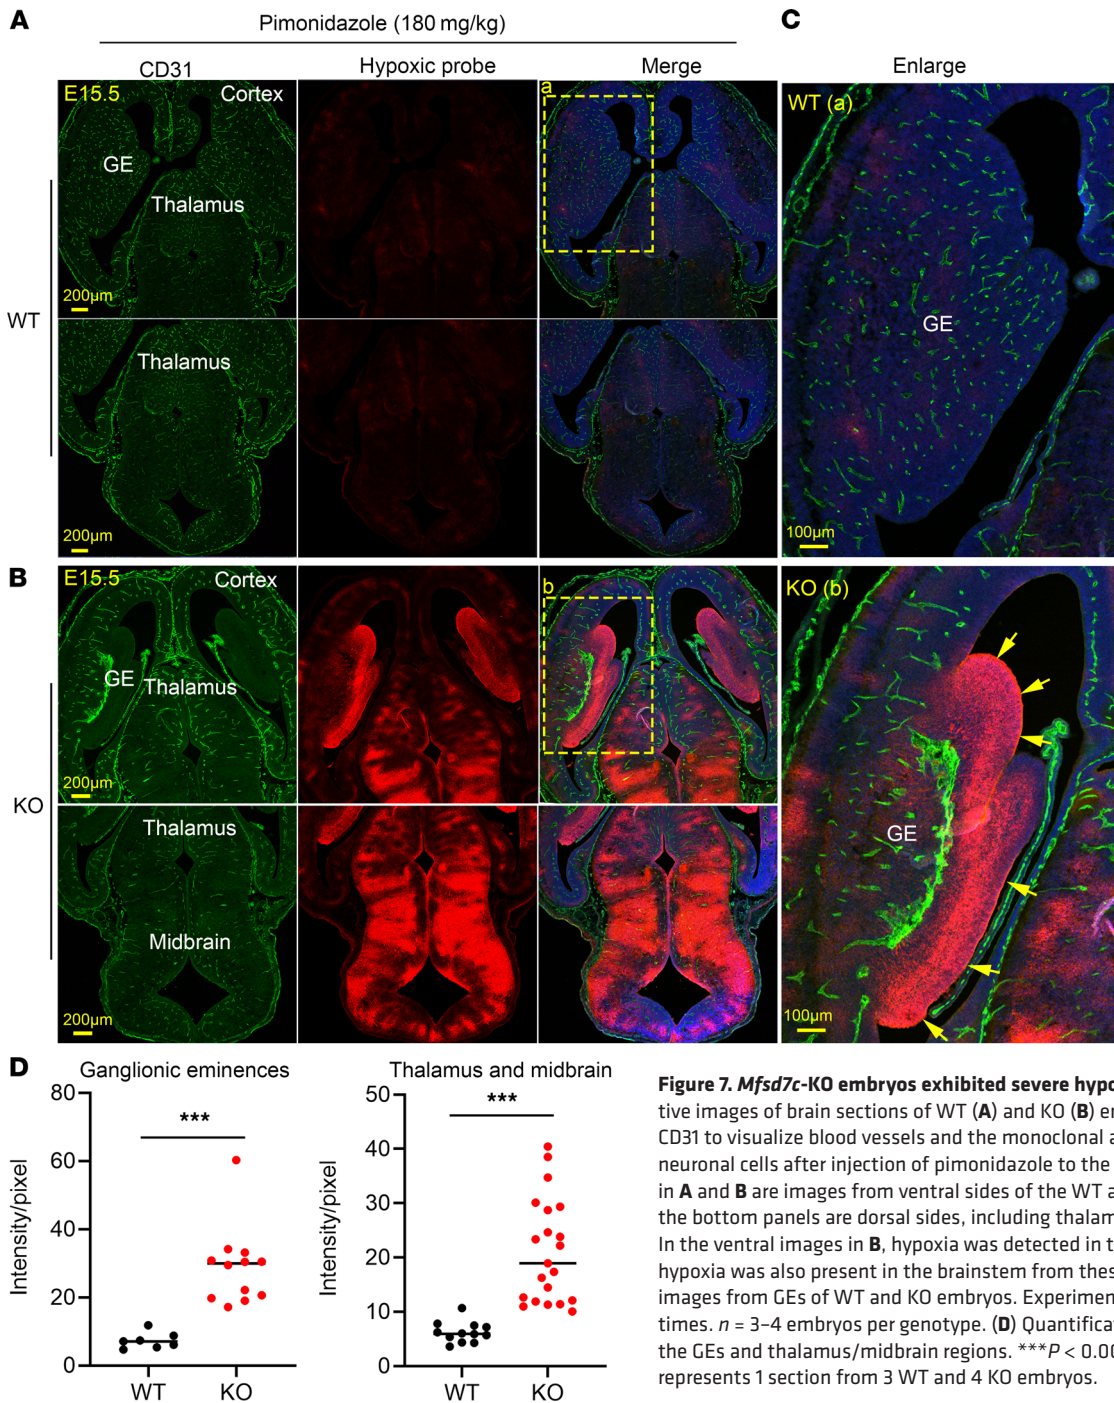 A
Pimonidazole (180 mg/kg)
C
CD31
Hypoxic probe
Merge
Enlarge
E15.5
Cortex
a
WT (a)
GE
Thalamus
GE
200µm
WT
Thalamus
200µm
100µm
B
E15.5
Cortex
b
KO (b)
GE
Thalamus
200µm
KO
Thalamus
GE
Midbrain
200µm
100µm
D
Ganglionic eminences
Thalamus and midbrain
80
60
40
20
0
Intensity/pixel
***
WT
KO
50
40
30
20
10
0
Intensity/pixel
***
WT
KO
Figure 7. Mfsd7c-KO embryos exhibited severe hypo
tive images of brain sections of WT (A) and KO (B) e
CD31 to visualize blood vessels and the monoclonal a
neuronal cells after injection of pimonidazole to the
in A and B are images from ventral sides of the WT a
the bottom panels are dorsal sides, including thalam
In the ventral images in B, hypoxia was detected in t
hypoxia was also present in the brainstem from these
images from GEs of WT and KO embryos. Experimen
times. n = 3–4 embryos per genotype. (D) Quantifica
the GEs and thalamus/midbrain regions. ***P < 0.00
represents 1 section from 3 WT and 4 KO embryos.